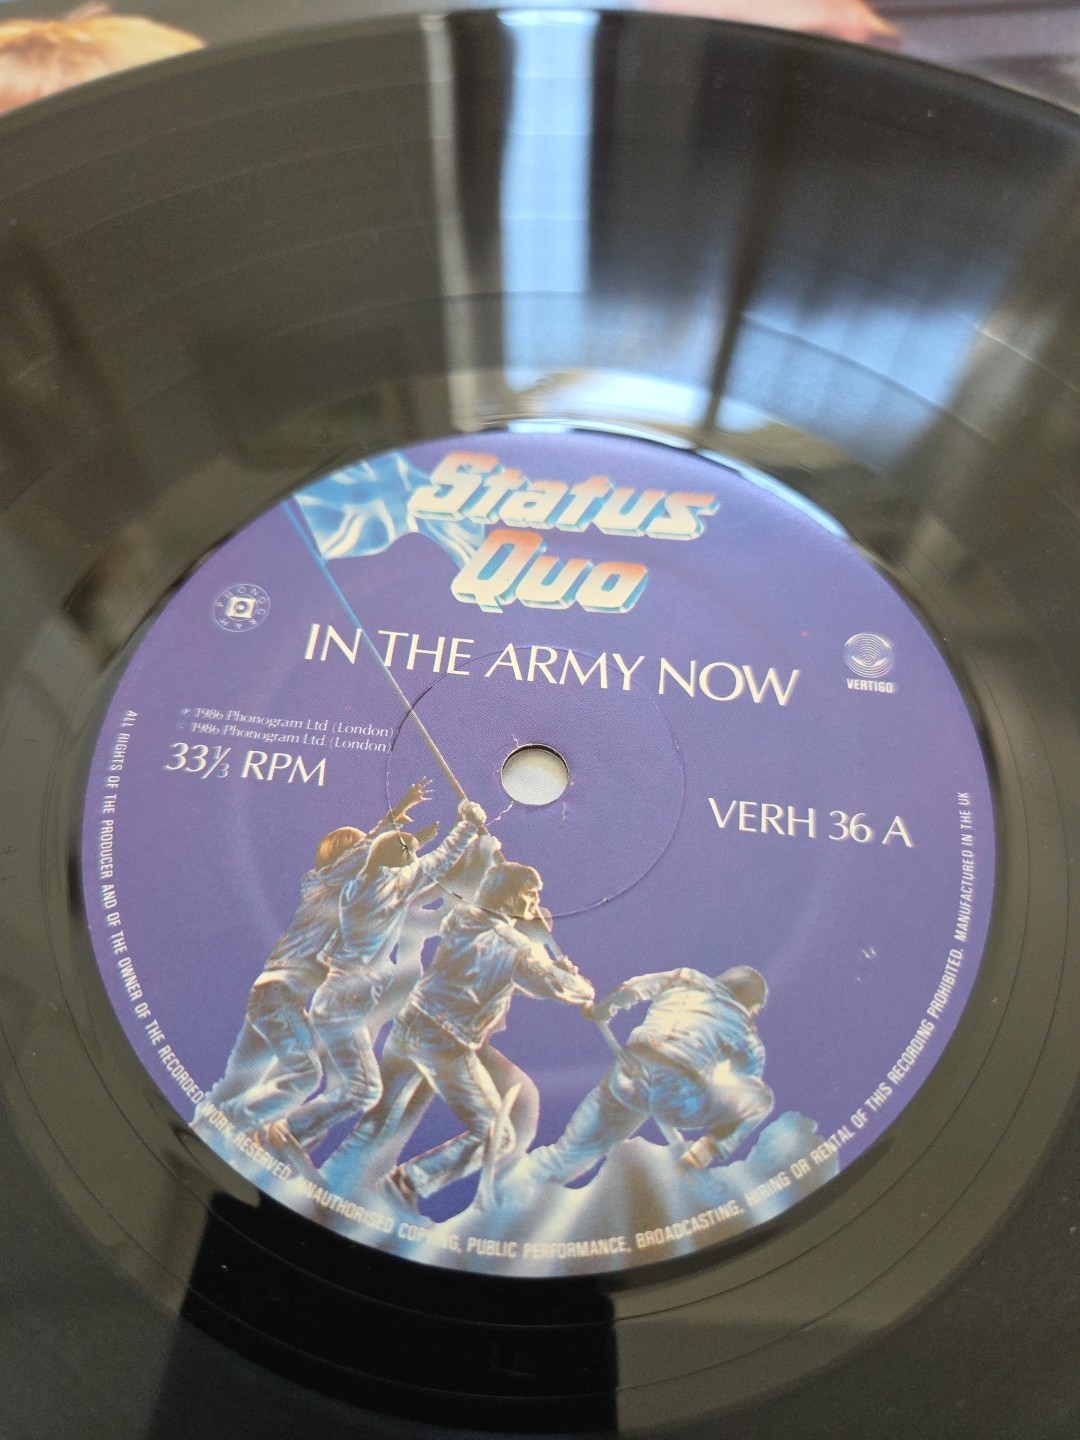 Status
Quo
IN THE ARMY NOW
PHONOGRAM
VERTIGO
℗ 1986 Phonogram Ltd. (London)
© 1986 Phonogram Ltd. (London)
33⅓ RPM
VERH 36 A
ALL RIGHTS OF THE PRODUCER AND OF THE OWNER OF THE RECORDED WORK RESERVED. UNAUTHORISED COPYING, PUBLIC PERFORMANCE, BROADCASTING, HIRING OR RENTAL OF THIS RECORDING PROHIBITED. MANUFACTURED IN THE UK